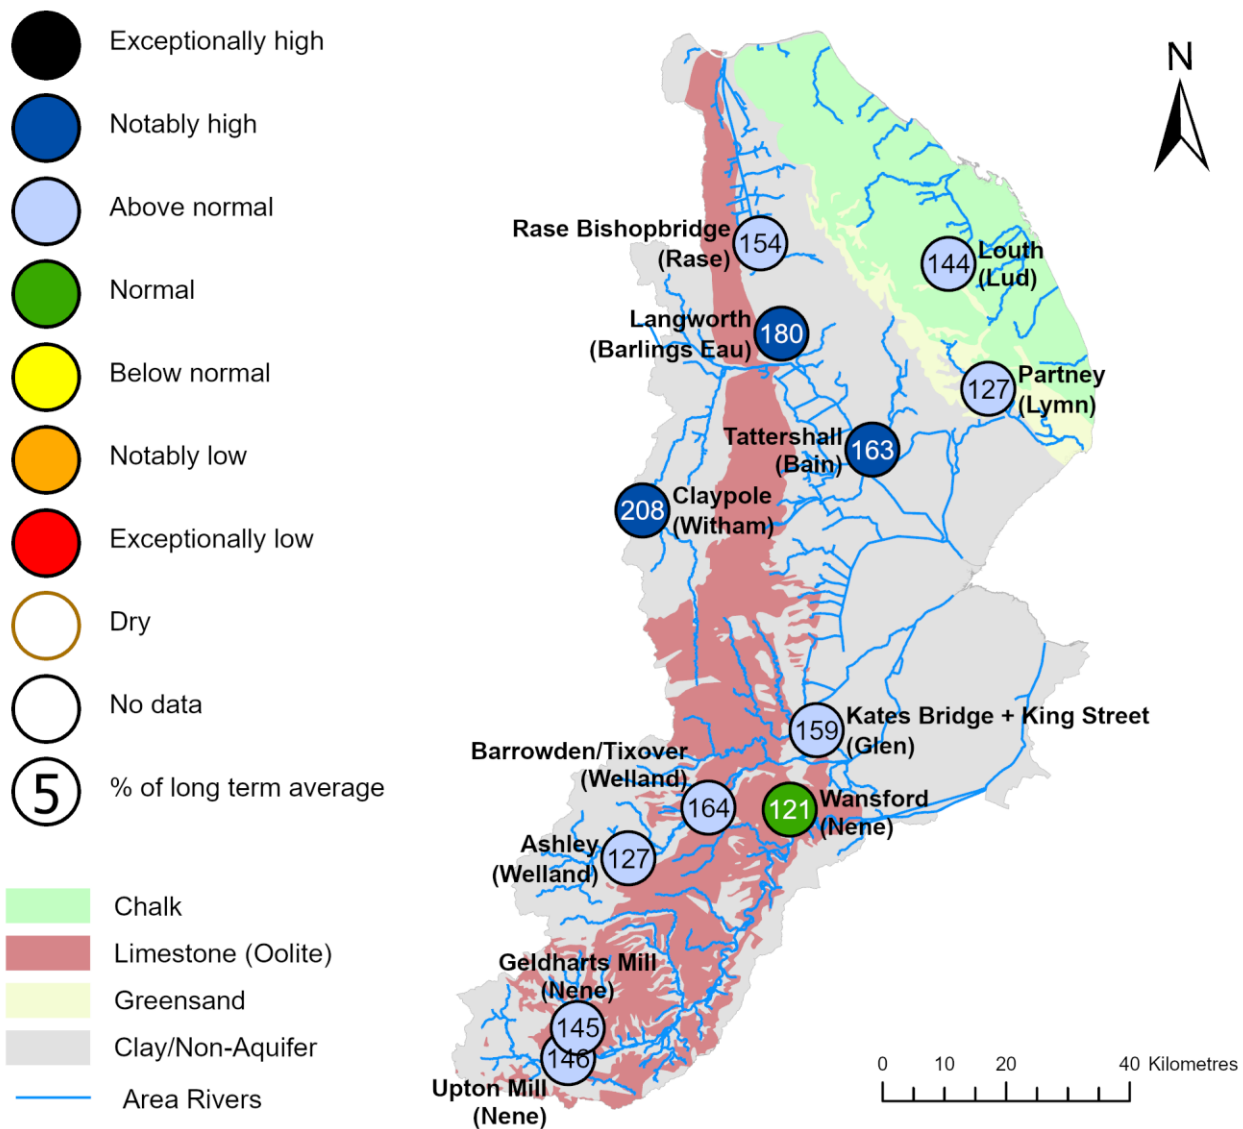 Exceptionally high
Notably high
Above normal
Normal
Below normal
Notably low
Exceptionally low
Dry
No data
5 % of long term average
Chalk
Limestone (Oolite)
Greensand
Clay/Non-Aquifer
Area Rivers
N
Rase Bishopbridge
(Rase)
154
144
Louth
(Lud)
Langworth
(Barlings Eau)
180
127
Partney
(Lymn)
Tattershall
(Bain)
163
208
Claypole
(Witham)
159
Kates Bridge + King Street
(Glen)
Barrowden/Tixover
(Welland)
164
121
Wansford
(Nene)
Ashley
(Welland)
127
Geldharts Mill
(Nene)
145
146
Upton Mill
(Nene)
0 10 20 40 Kilometres